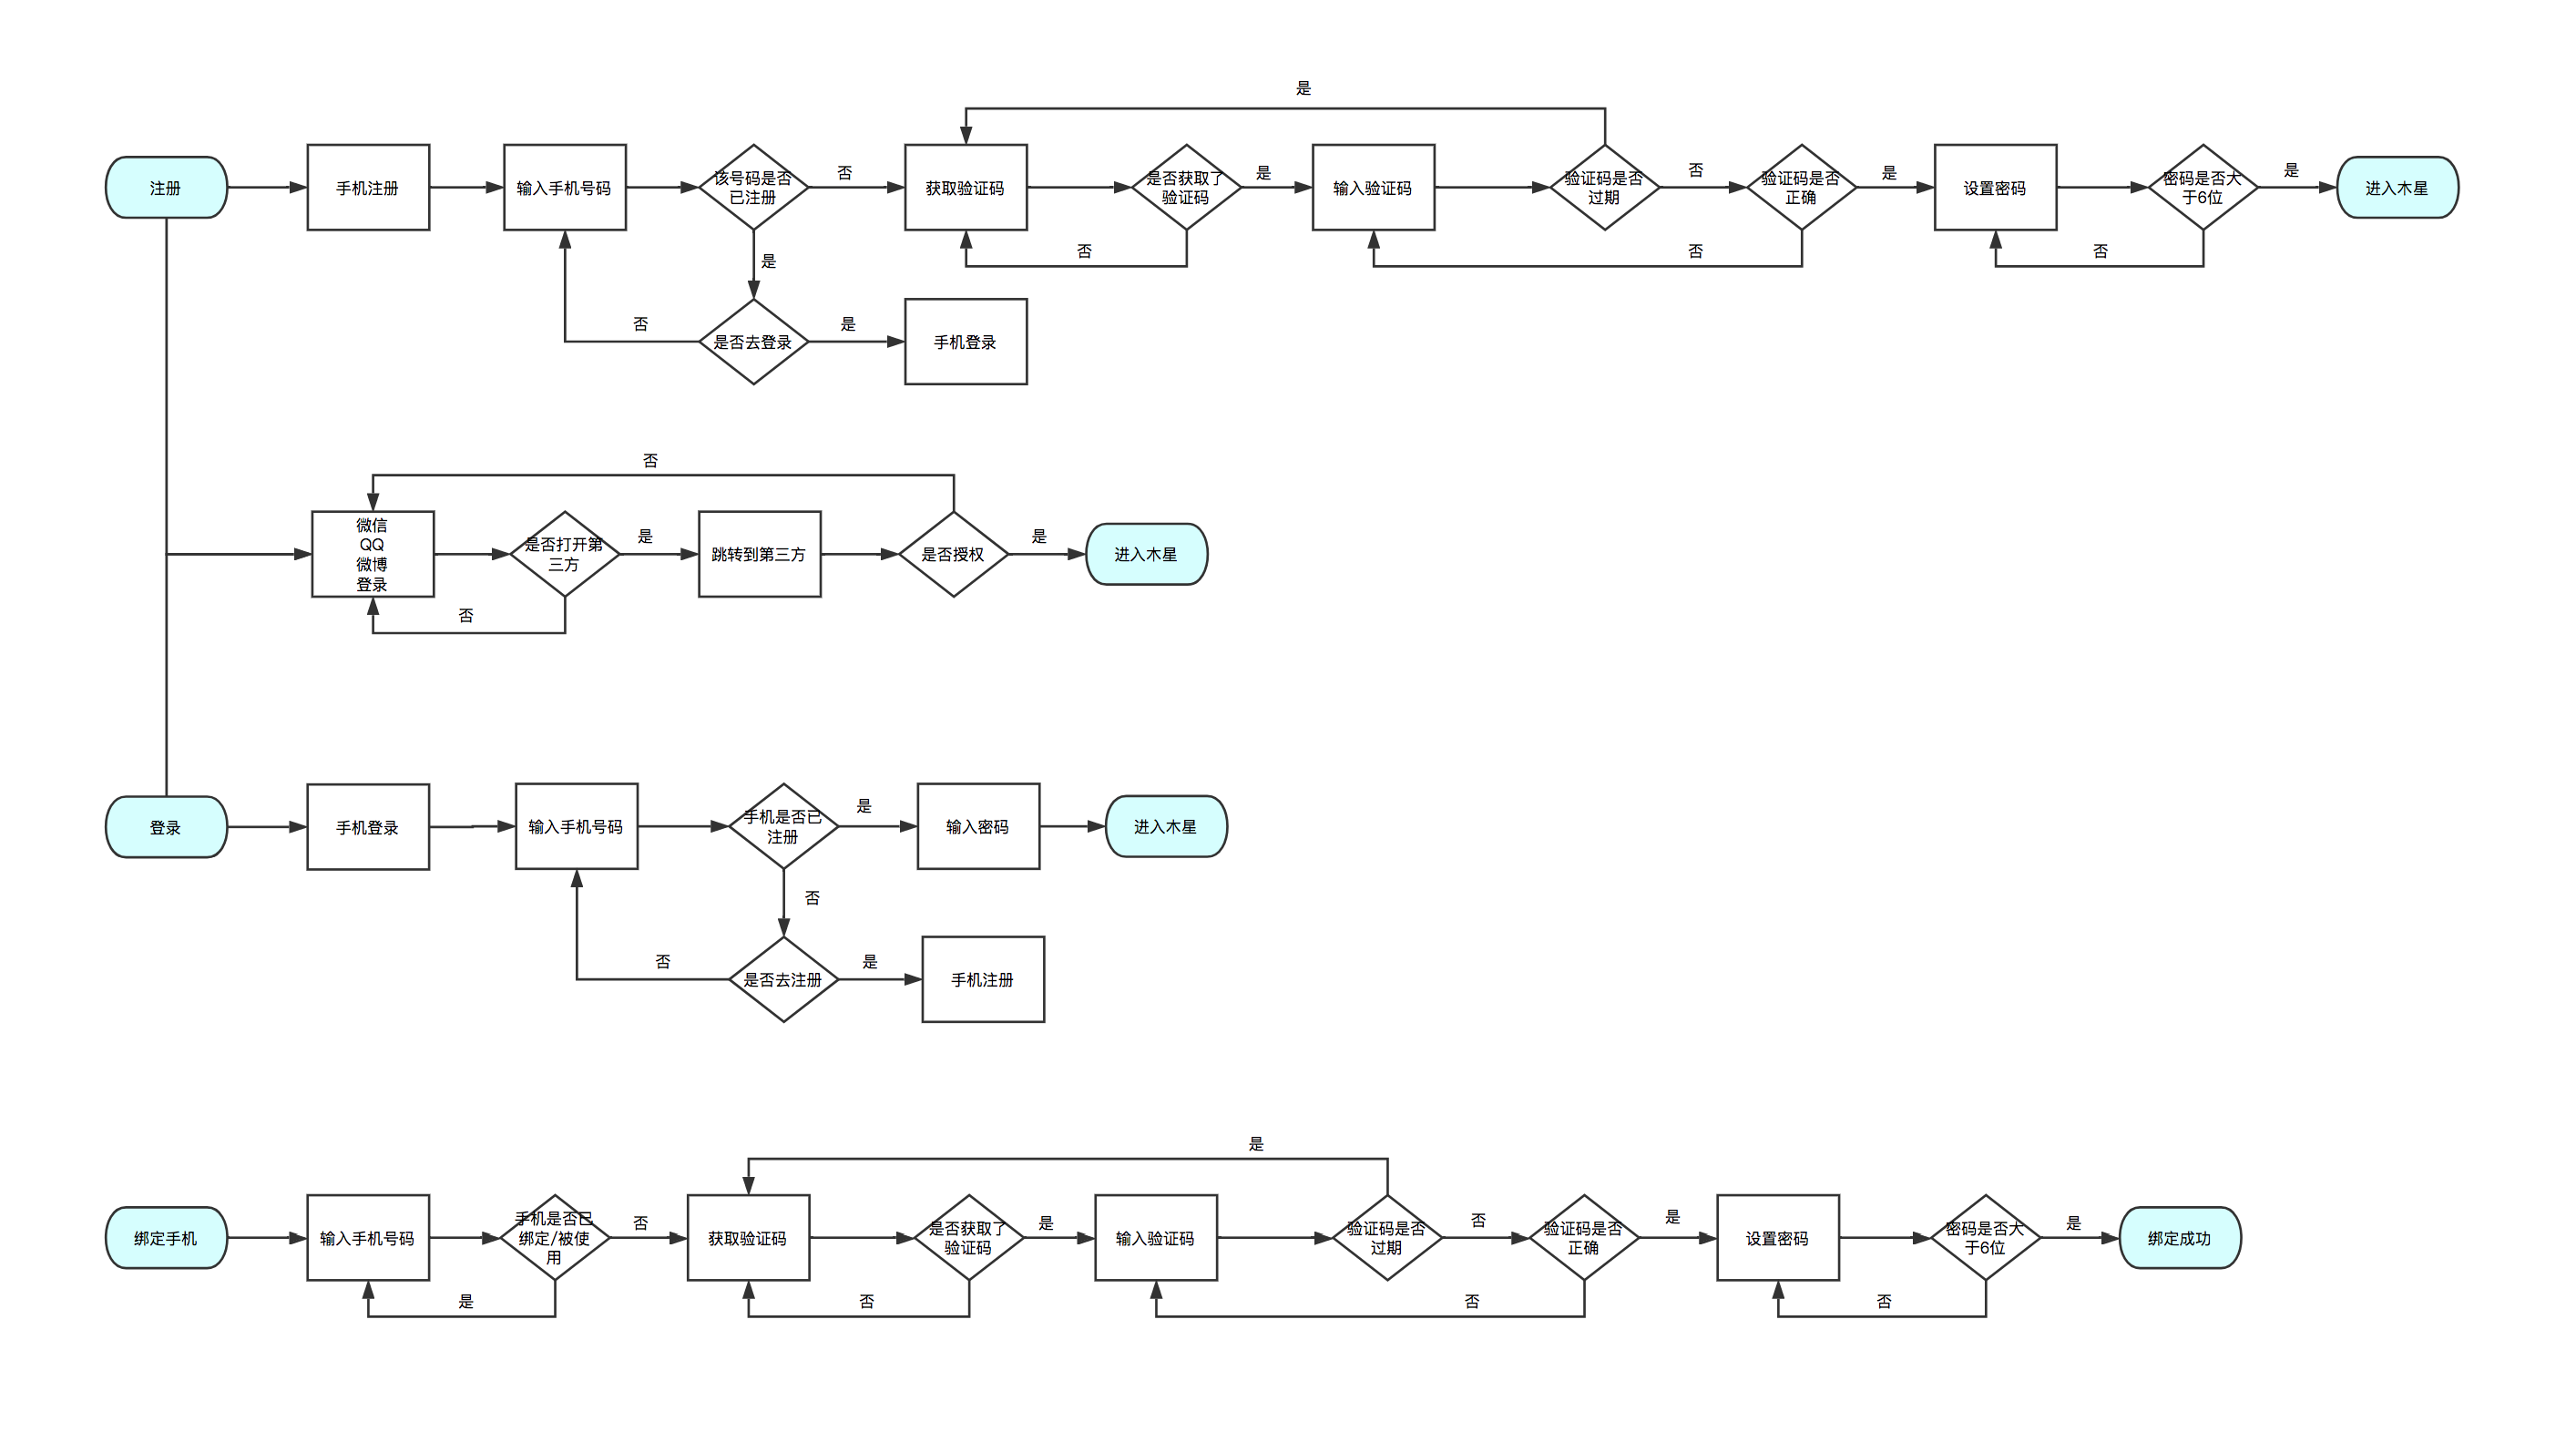 是
注册
手机注册
输入手机号码
该号码是否
已注册
否
获取验证码
是否获取了
验证码
是
输入验证码
验证码是否
过期
否
验证码是否
正确
是
设置密码
密码是否大
于6位
是
进入木星
是
否
否
否
否
是否去登录
是
手机登录
否
微信
QQ
微博
登录
是否打开第
三方
是
跳转到第三方
是否授权
是
进入木星
否
登录
手机登录
输入手机号码
手机是否已
注册
是
输入密码
进入木星
否
否
是否去注册
是
手机注册
是
绑定手机
输入手机号码
手机是否已
绑定/被使
用
否
获取验证码
是否获取了
验证码
是
输入验证码
验证码是否
过期
否
验证码是否
正确
是
设置密码
密码是否大
于6位
是
绑定成功
是
否
否
否